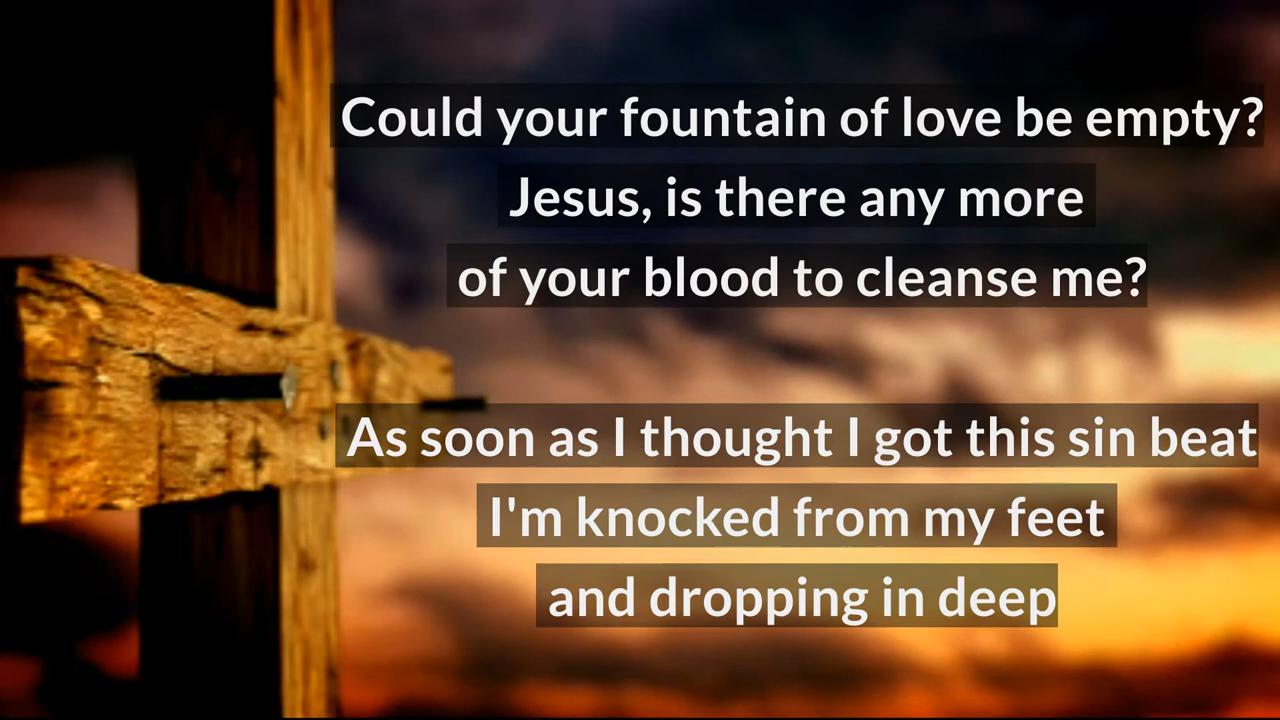 Could your fountain of love be empty?
Jesus, is there any more
of your blood to cleanse me?
As soon as I thought I got this sin beat
I'm knocked from my feet
and dropping in deep